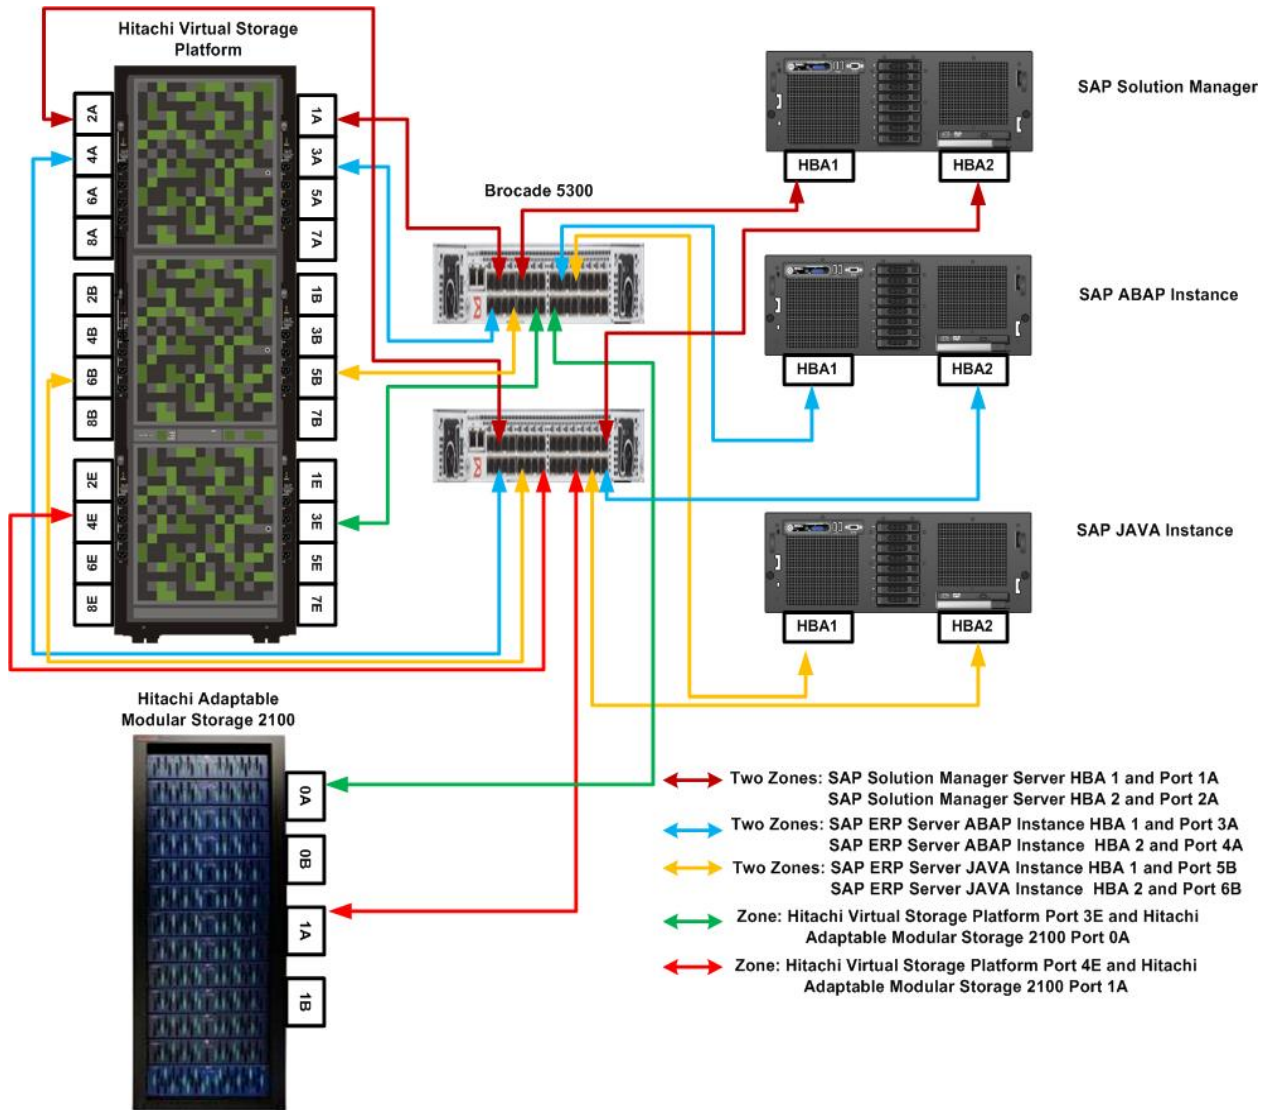 Hitachi Virtual Storage
Platform
2A
4A
6A
8A
2B
4B
6B
8B
2E
4E
6E
8E
1A
3A
5A
7A
1B
3B
5B
7B
1E
3E
5E
7E
Brocade 5300
SAP Solution Manager
HBA1
HBA2
SAP ABAP Instance
HBA1
HBA2
SAP JAVA Instance
HBA1
HBA2
Hitachi Adaptable
Modular Storage 2100
0A
0B
1A
1B
Two Zones: SAP Solution Manager Server HBA 1 and Port 1A
SAP Solution Manager Server HBA 2 and Port 2A
Two Zones: SAP ERP Server ABAP Instance HBA 1 and Port 3A
SAP ERP Server ABAP Instance HBA 2 and Port 4A
Two Zones: SAP ERP Server JAVA Instance HBA 1 and Port 5B
SAP ERP Server JAVA Instance HBA 2 and Port 6B
Zone: Hitachi Virtual Storage Platform Port 3E and Hitachi
Adaptable Modular Storage 2100 Port 0A
Zone: Hitachi Virtual Storage Platform Port 4E and Hitachi
Adaptable Modular Storage 2100 Port 1A